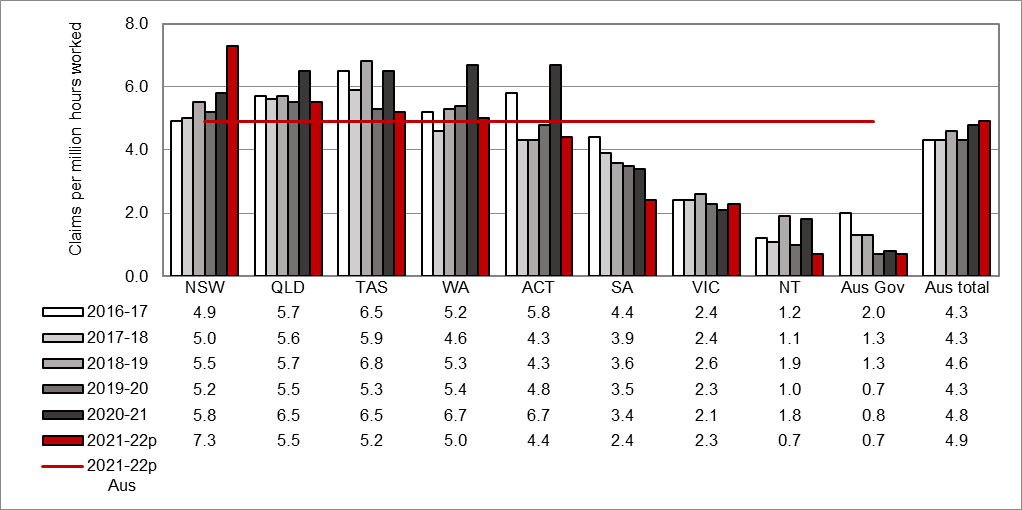 Claims per million hours worked
8.0
6.0
4.0
2.0
0.0
NSW QLD TAS WA ACT SA VIC NT Aus Gov Aus total
2016-17 4.9 5.7 6.5 5.2 5.8 4.4 2.4 1.2 2.0 4.3
2017-18 5.0 5.6 5.9 4.6 4.3 3.9 2.4 1.1 1.3 4.3
2018-19 5.5 5.7 6.8 5.3 4.3 3.6 2.6 1.9 1.3 4.6
2019-20 5.2 5.5 5.3 5.4 4.8 3.5 2.3 1.0 0.7 4.3
2020-21 5.8 6.5 6.5 6.7 6.7 3.4 2.1 1.8 0.8 4.8
2021-22p 7.3 5.5 5.2 5.0 4.4 2.4 2.3 0.7 0.7 4.9
2021-22p
Aus